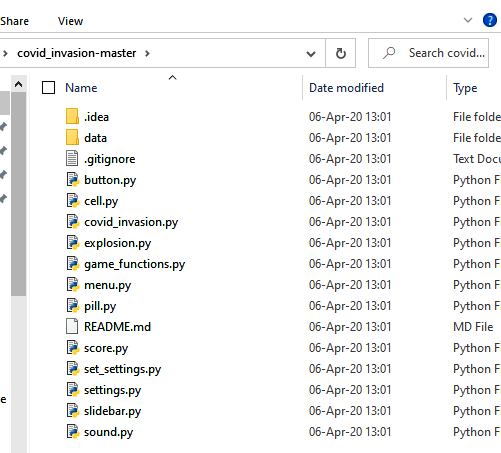 Share View
covid_invasion-master Search covid...
Name Date modified Type
.idea 06-Apr-20 13:01 File folde
data 06-Apr-20 13:01 File folde
.gitignore 06-Apr-20 13:01 Text Docu
button.py 06-Apr-20 13:01 Python F
cell.py 06-Apr-20 13:01 Python F
covid_invasion.py 06-Apr-20 13:01 Python F
explosion.py 06-Apr-20 13:01 Python F
game_functions.py 06-Apr-20 13:01 Python F
menu.py 06-Apr-20 13:01 Python F
pill.py 06-Apr-20 13:01 Python F
README.md 06-Apr-20 13:01 MD File
score.py 06-Apr-20 13:01 Python F
set_settings.py 06-Apr-20 13:01 Python F
settings.py 06-Apr-20 13:01 Python F
e
slidebar.py 06-Apr-20 13:01 Python F
sound.py 06-Apr-20 13:01 Python F